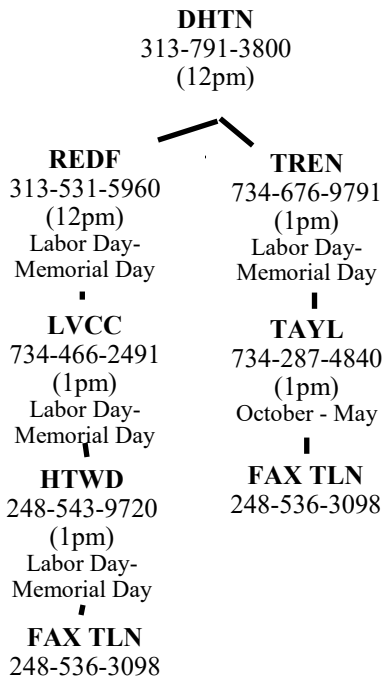 DHTN
313-791-3800
(12pm)
REDF
313-531-5960
(12pm)
Labor Day-
Memorial Day
LVCC
734-466-2491
(1pm)
Labor Day-
Memorial Day
HTWD
248-543-9720
(1pm)
Labor Day-
Memorial Day
FAX TLN
248-536-3098
TREN
734-676-9791
(1pm)
Labor Day-
Memorial Day
TAYL
734-287-4840
(1pm)
October - May
FAX TLN
248-536-3098